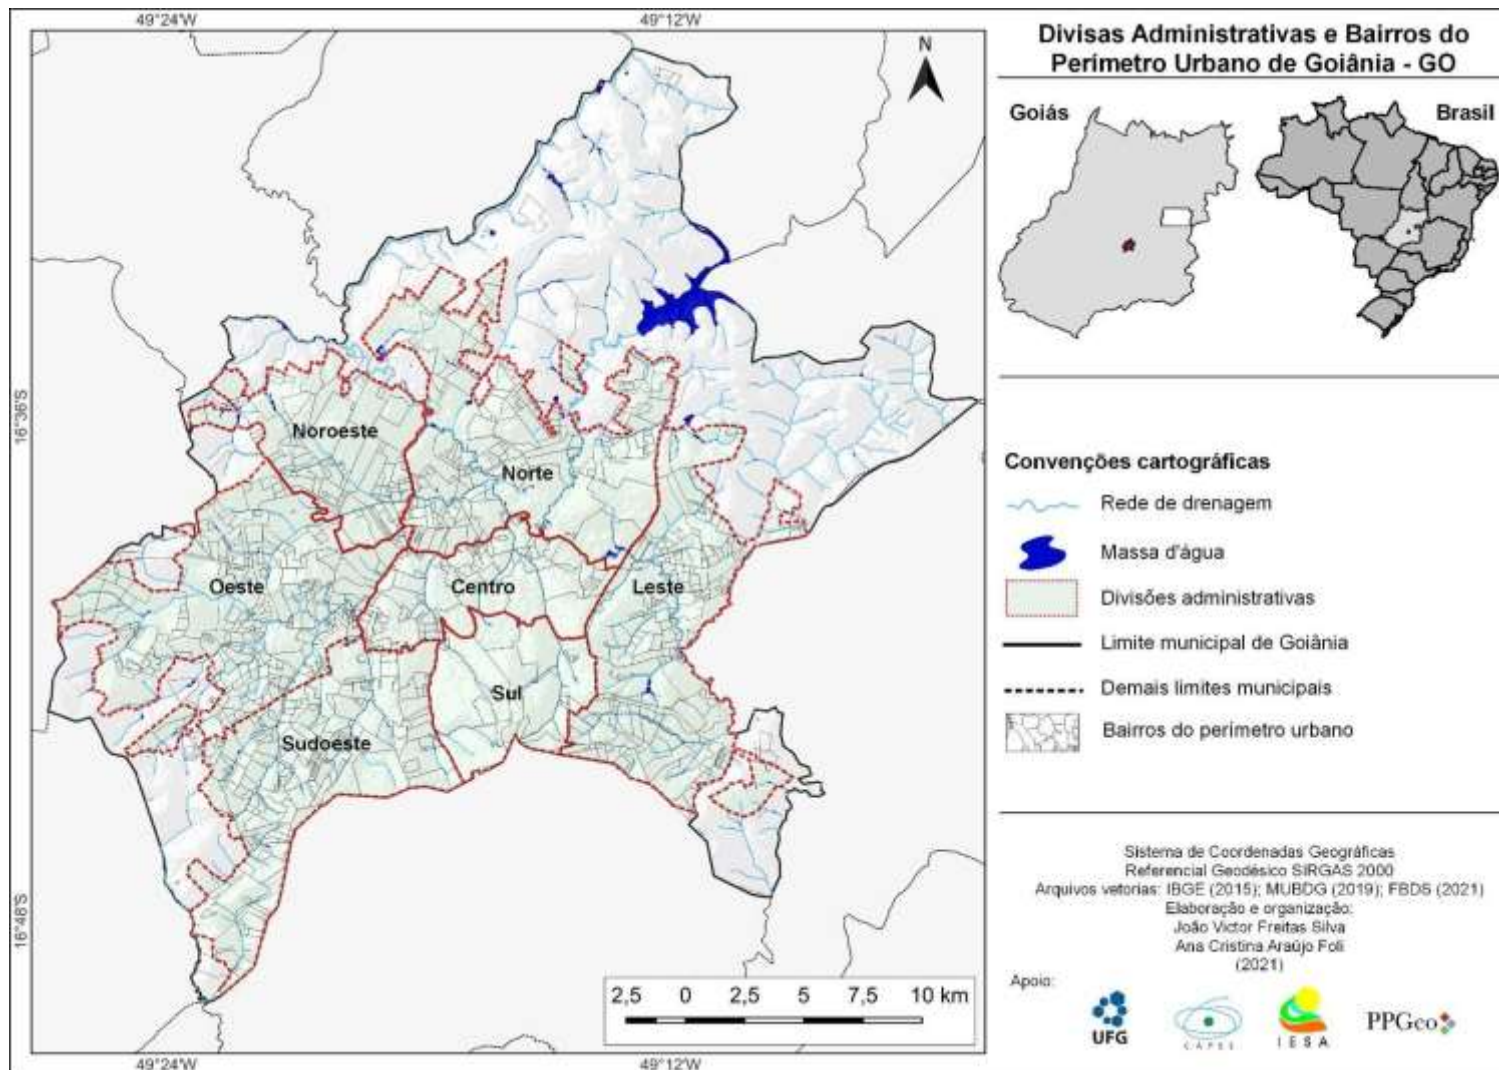 49°24'W
49°12'W
N
16°36'S
16°48'S
Noroeste
Norte
Oeste
Centro
Leste
Sul
Sudoeste
2,5 0 2,5 5 7,5 10 km
49°24'W
49°12'W
Divisas Administrativas e Bairros do
Perímetro Urbano de Goiânia - GO
Goiás
Brasil
Convenções cartográficas
Rede de drenagem
Massa d'água
Divisões administrativas
Limite municipal de Goiânia
Demais limites municipais
Bairros do perímetro urbano
Sistema de Coordenadas Geográficas
Referencial Geodésico SIRGAS 2000
Arquivos vetorias: IBGE (2015); MUBDG (2019); FBDS (2021)
Elaboração e organização:
João Victor Freitas Silva
Ana Cristina Araújo Foli
(2021)
Apoio:
UFG
CAPES
IESA
PPGeo